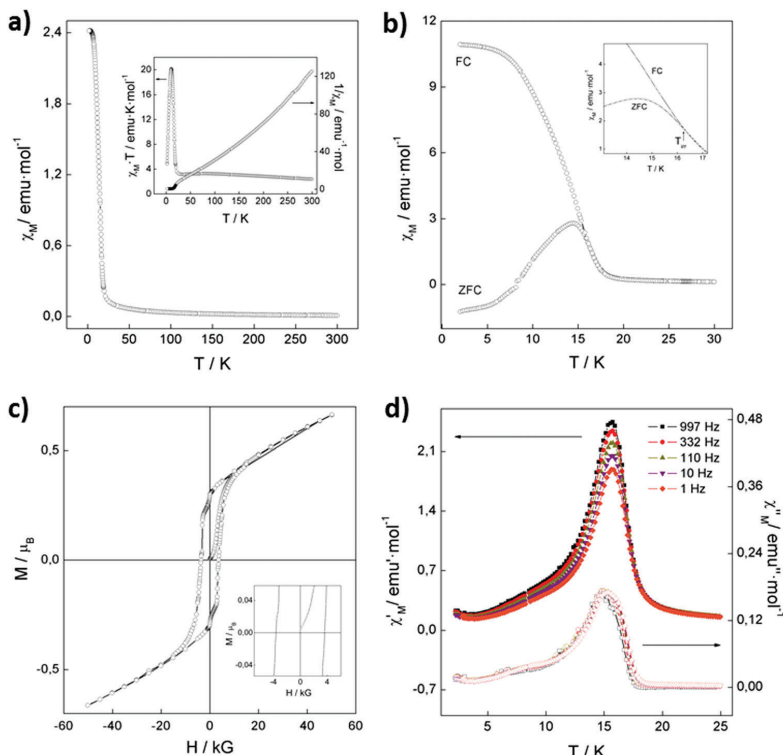 a)
2,4
1,8
1,2
0,6
0,0
χM / emu·mol-1
0 50 100 150 200 250 300
T / K
20
16
12
8
4
0
χM·T / emu·K·mol-1
120
80
40
0
1/χM / emu-1·mol
0 50 100 150 200 250 300
T / K
b)
12
9
6
3
0
χM / emu·mol-1
FC
ZFC
0 5 10 15 20 25 30
T / K
4
3
2
1
χM / emu·mol-1
FC
ZFC
Tirr
14 15 16 17
T / K
c)
0,5
0,0
-0,5
M / μB
-60 -40 -20 0 20 40 60
H / kG
0,04
0,00
-0,04
M / μB
-4 0 4
H / kG
d)
2,1
1,4
0,7
0,0
-0,7
χ'M / emu'·mol-1
997 Hz
332 Hz
110 Hz
10 Hz
1 Hz
0,48
0,36
0,24
0,12
0,00
χ''M / emu''·mol-1
5 10 15 20 25
T / K